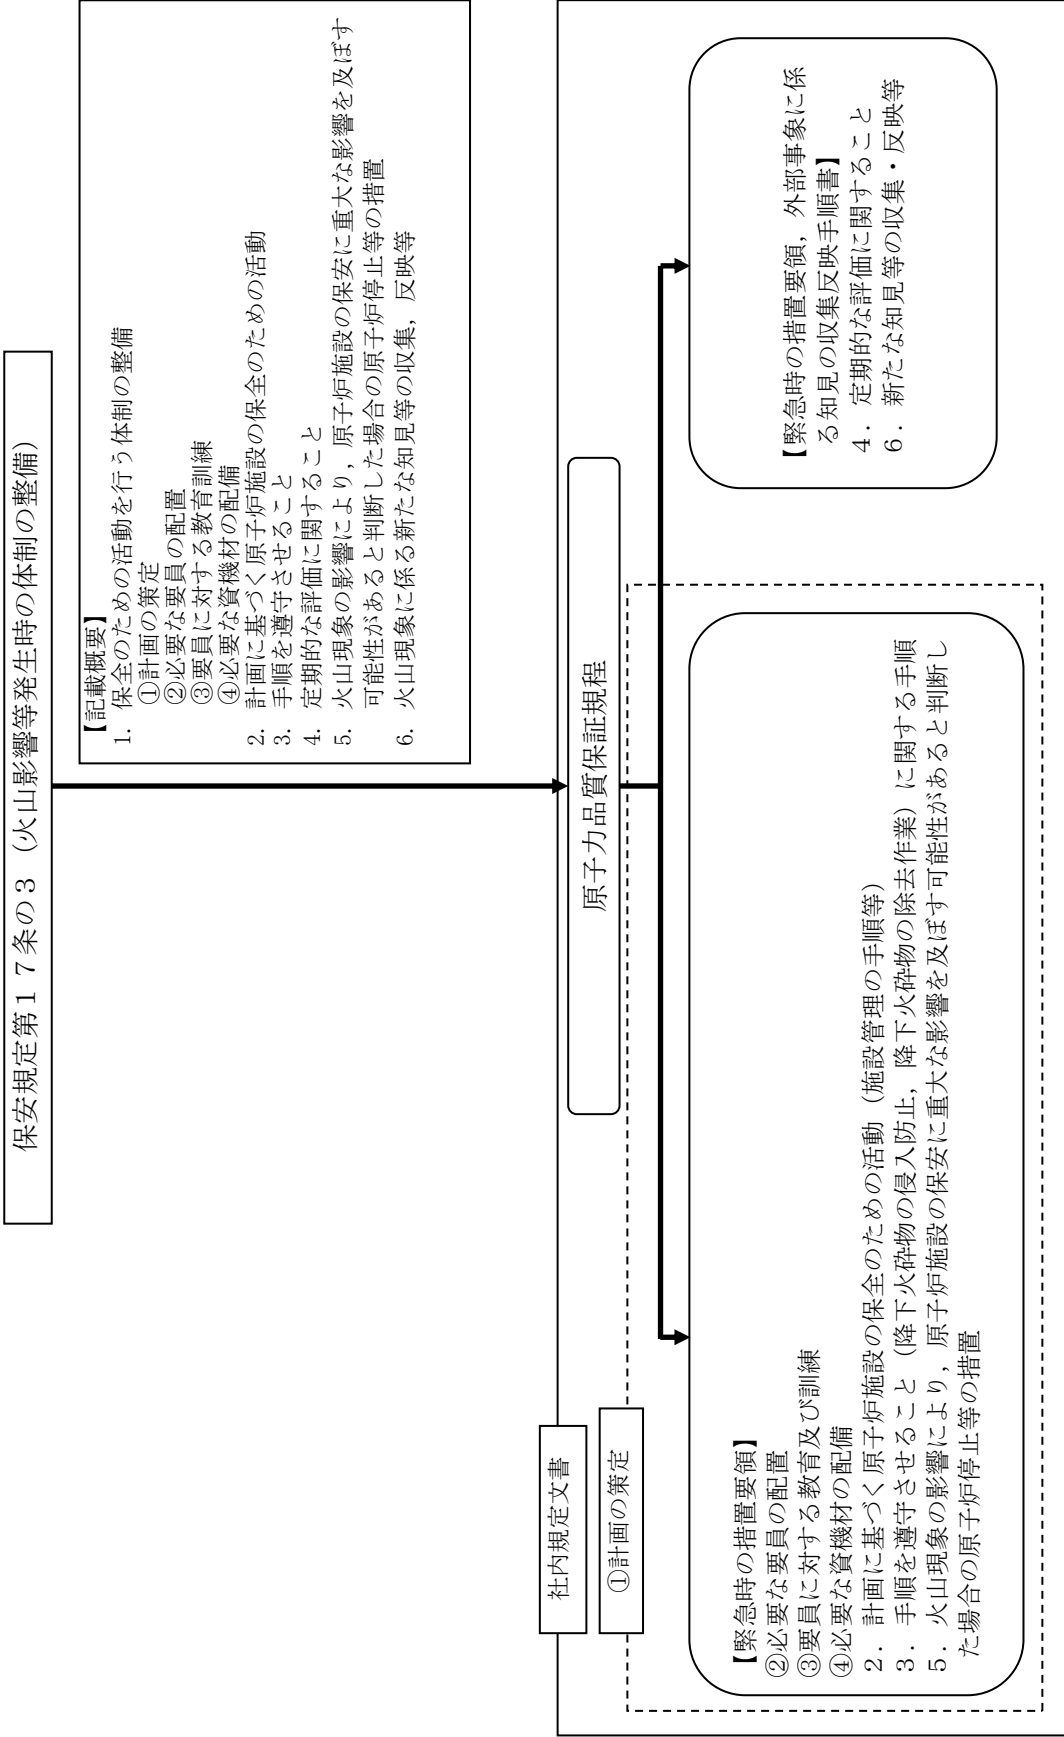 保安規定第１７条の３（火山影響等発生時の体制の整備）
【記載概要】
1. 保全のための活動を行う体制の整備
①計画の策定
②必要な要員の配置
③要員に対する教育訓練
④必要な資機材の配備
2. 計画に基づく原子炉施設の保全のための活動
3. 手順を遵守させること
4. 定期的な評価に関すること
5. 火山現象の影響により，原子炉施設の保安に重大な影響を及ぼす
可能性があると判断した場合の原子炉停止等の措置
6. 火山現象に係る新たな知見等の収集，反映等
社内規定文書
原子力品質保証規程
①計画の策定
【緊急時の措置要領】
②必要な要員の配置
③要員に対する教育及び訓練
④必要な資機材の配備
２．計画に基づく原子炉施設の保全のための活動（施設管理の手順等）
３．手順を遵守させること（降下火砕物の侵入防止，降下火砕物の除去作業）に関する手順
５．火山現象の影響により，原子炉施設の保安に重大な影響を及ぼす可能性があると判断し
た場合の原子炉停止等の措置
【緊急時の措置要領，外部事象に係
る知見の収集反映手順書】
４．定期的な評価に関すること
６．新たな知見等の収集・反映等